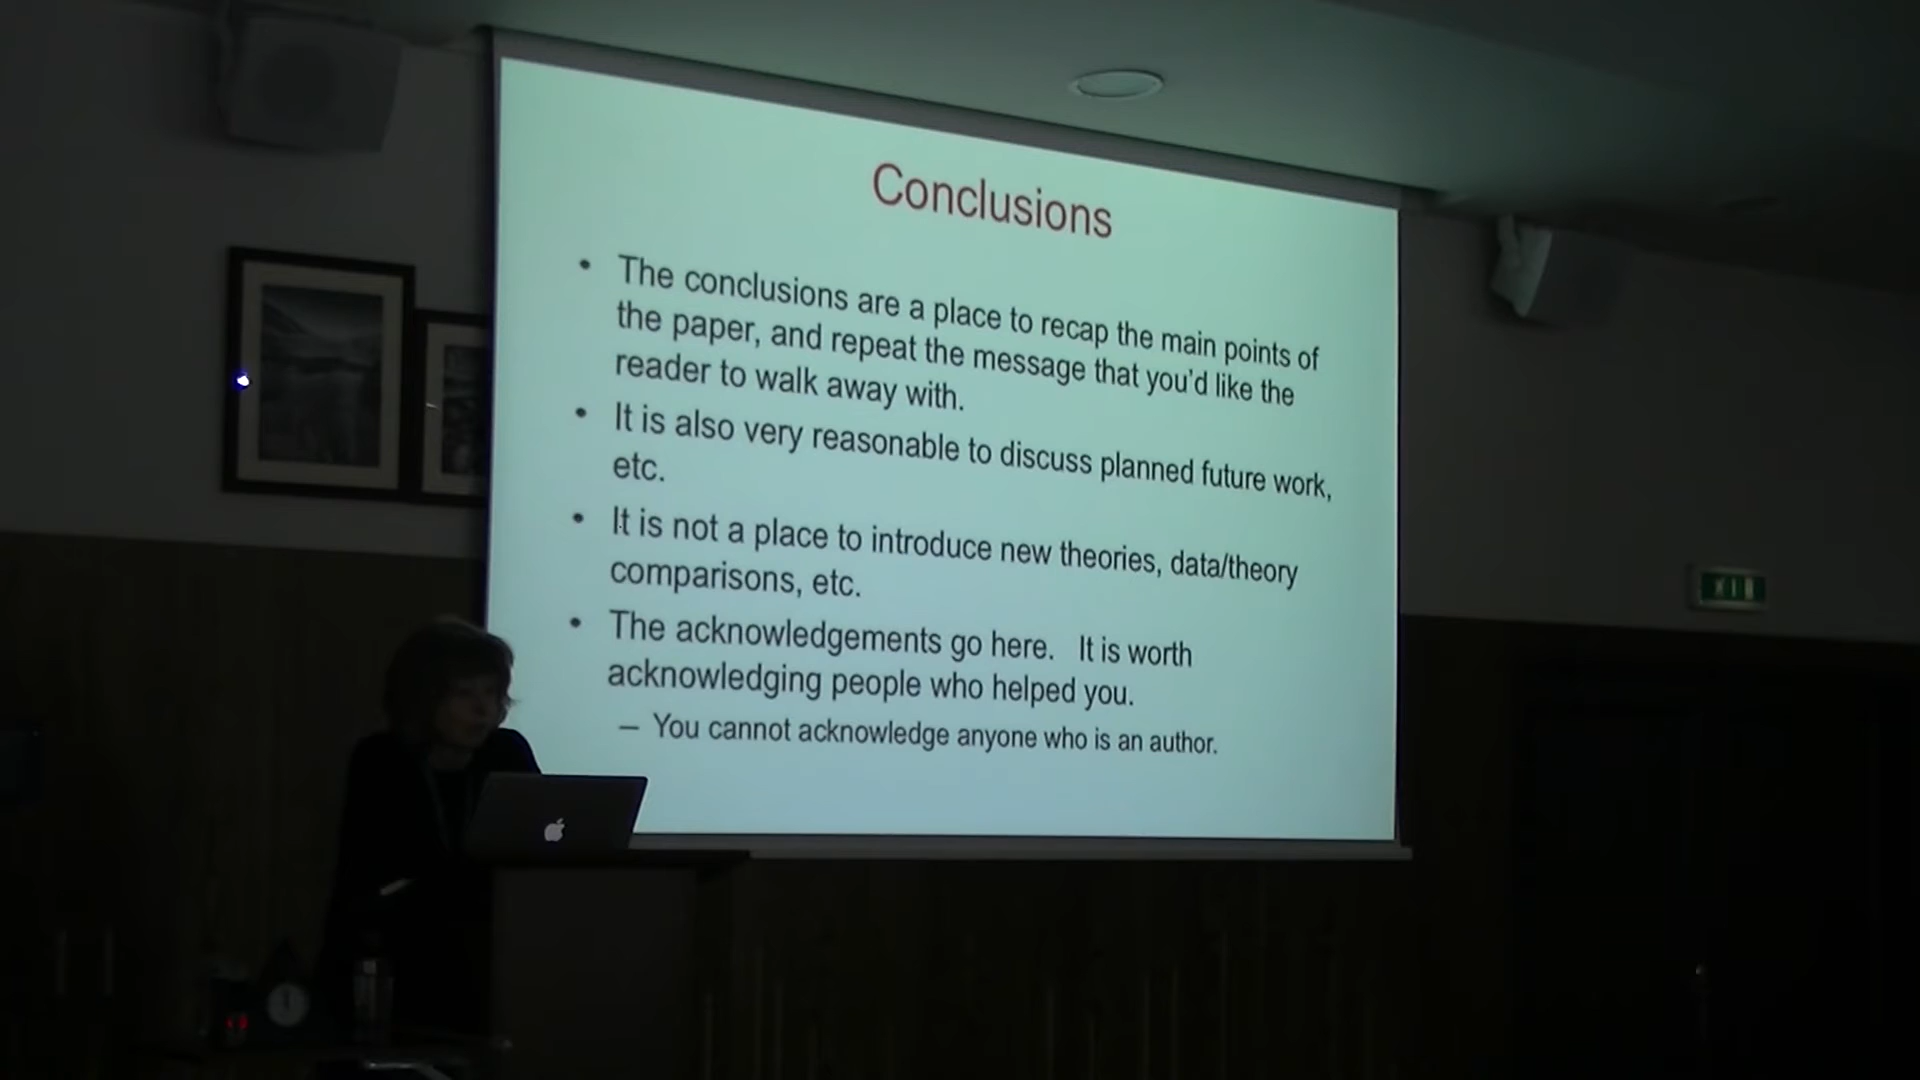 Conclusions
• The conclusions are a place to recap the main points of
the paper, and repeat the message that you'd like the
reader to walk away with.
• It is also very reasonable to discuss planned future work,
etc.
• It is not a place to introduce new theories, data/theory
comparisons, etc.
• The acknowledgements go here. It is worth
acknowledging people who helped you.
– You cannot acknowledge anyone who is an author.